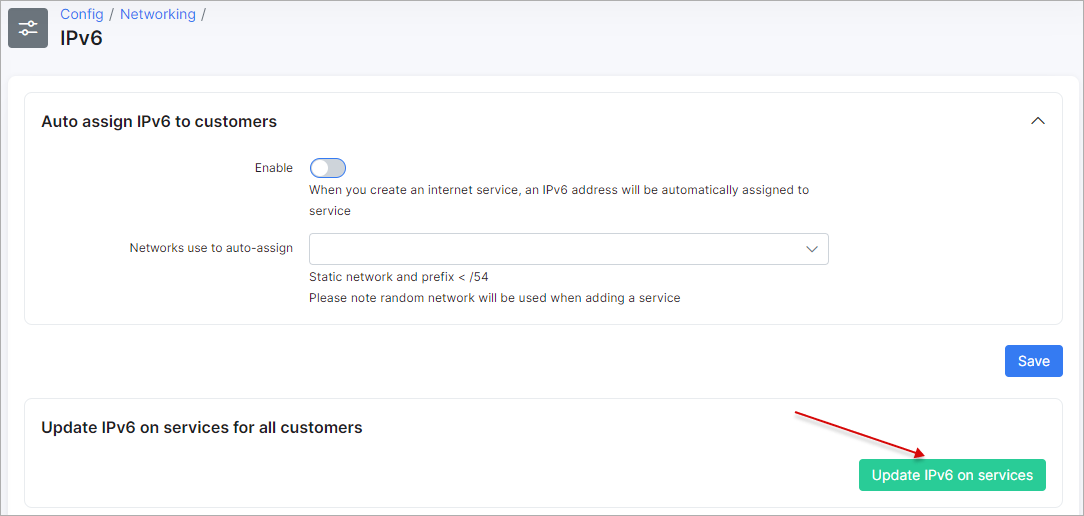 Config / Networking /
IPv6
Auto assign IPv6 to customers
Enable
When you create an internet service, an IPv6 address will be automatically assigned to
service
Networks use to auto-assign
Static network and prefix < /54
Please note random network will be used when adding a service
Save
Update IPv6 on services for all customers
Update IPv6 on services